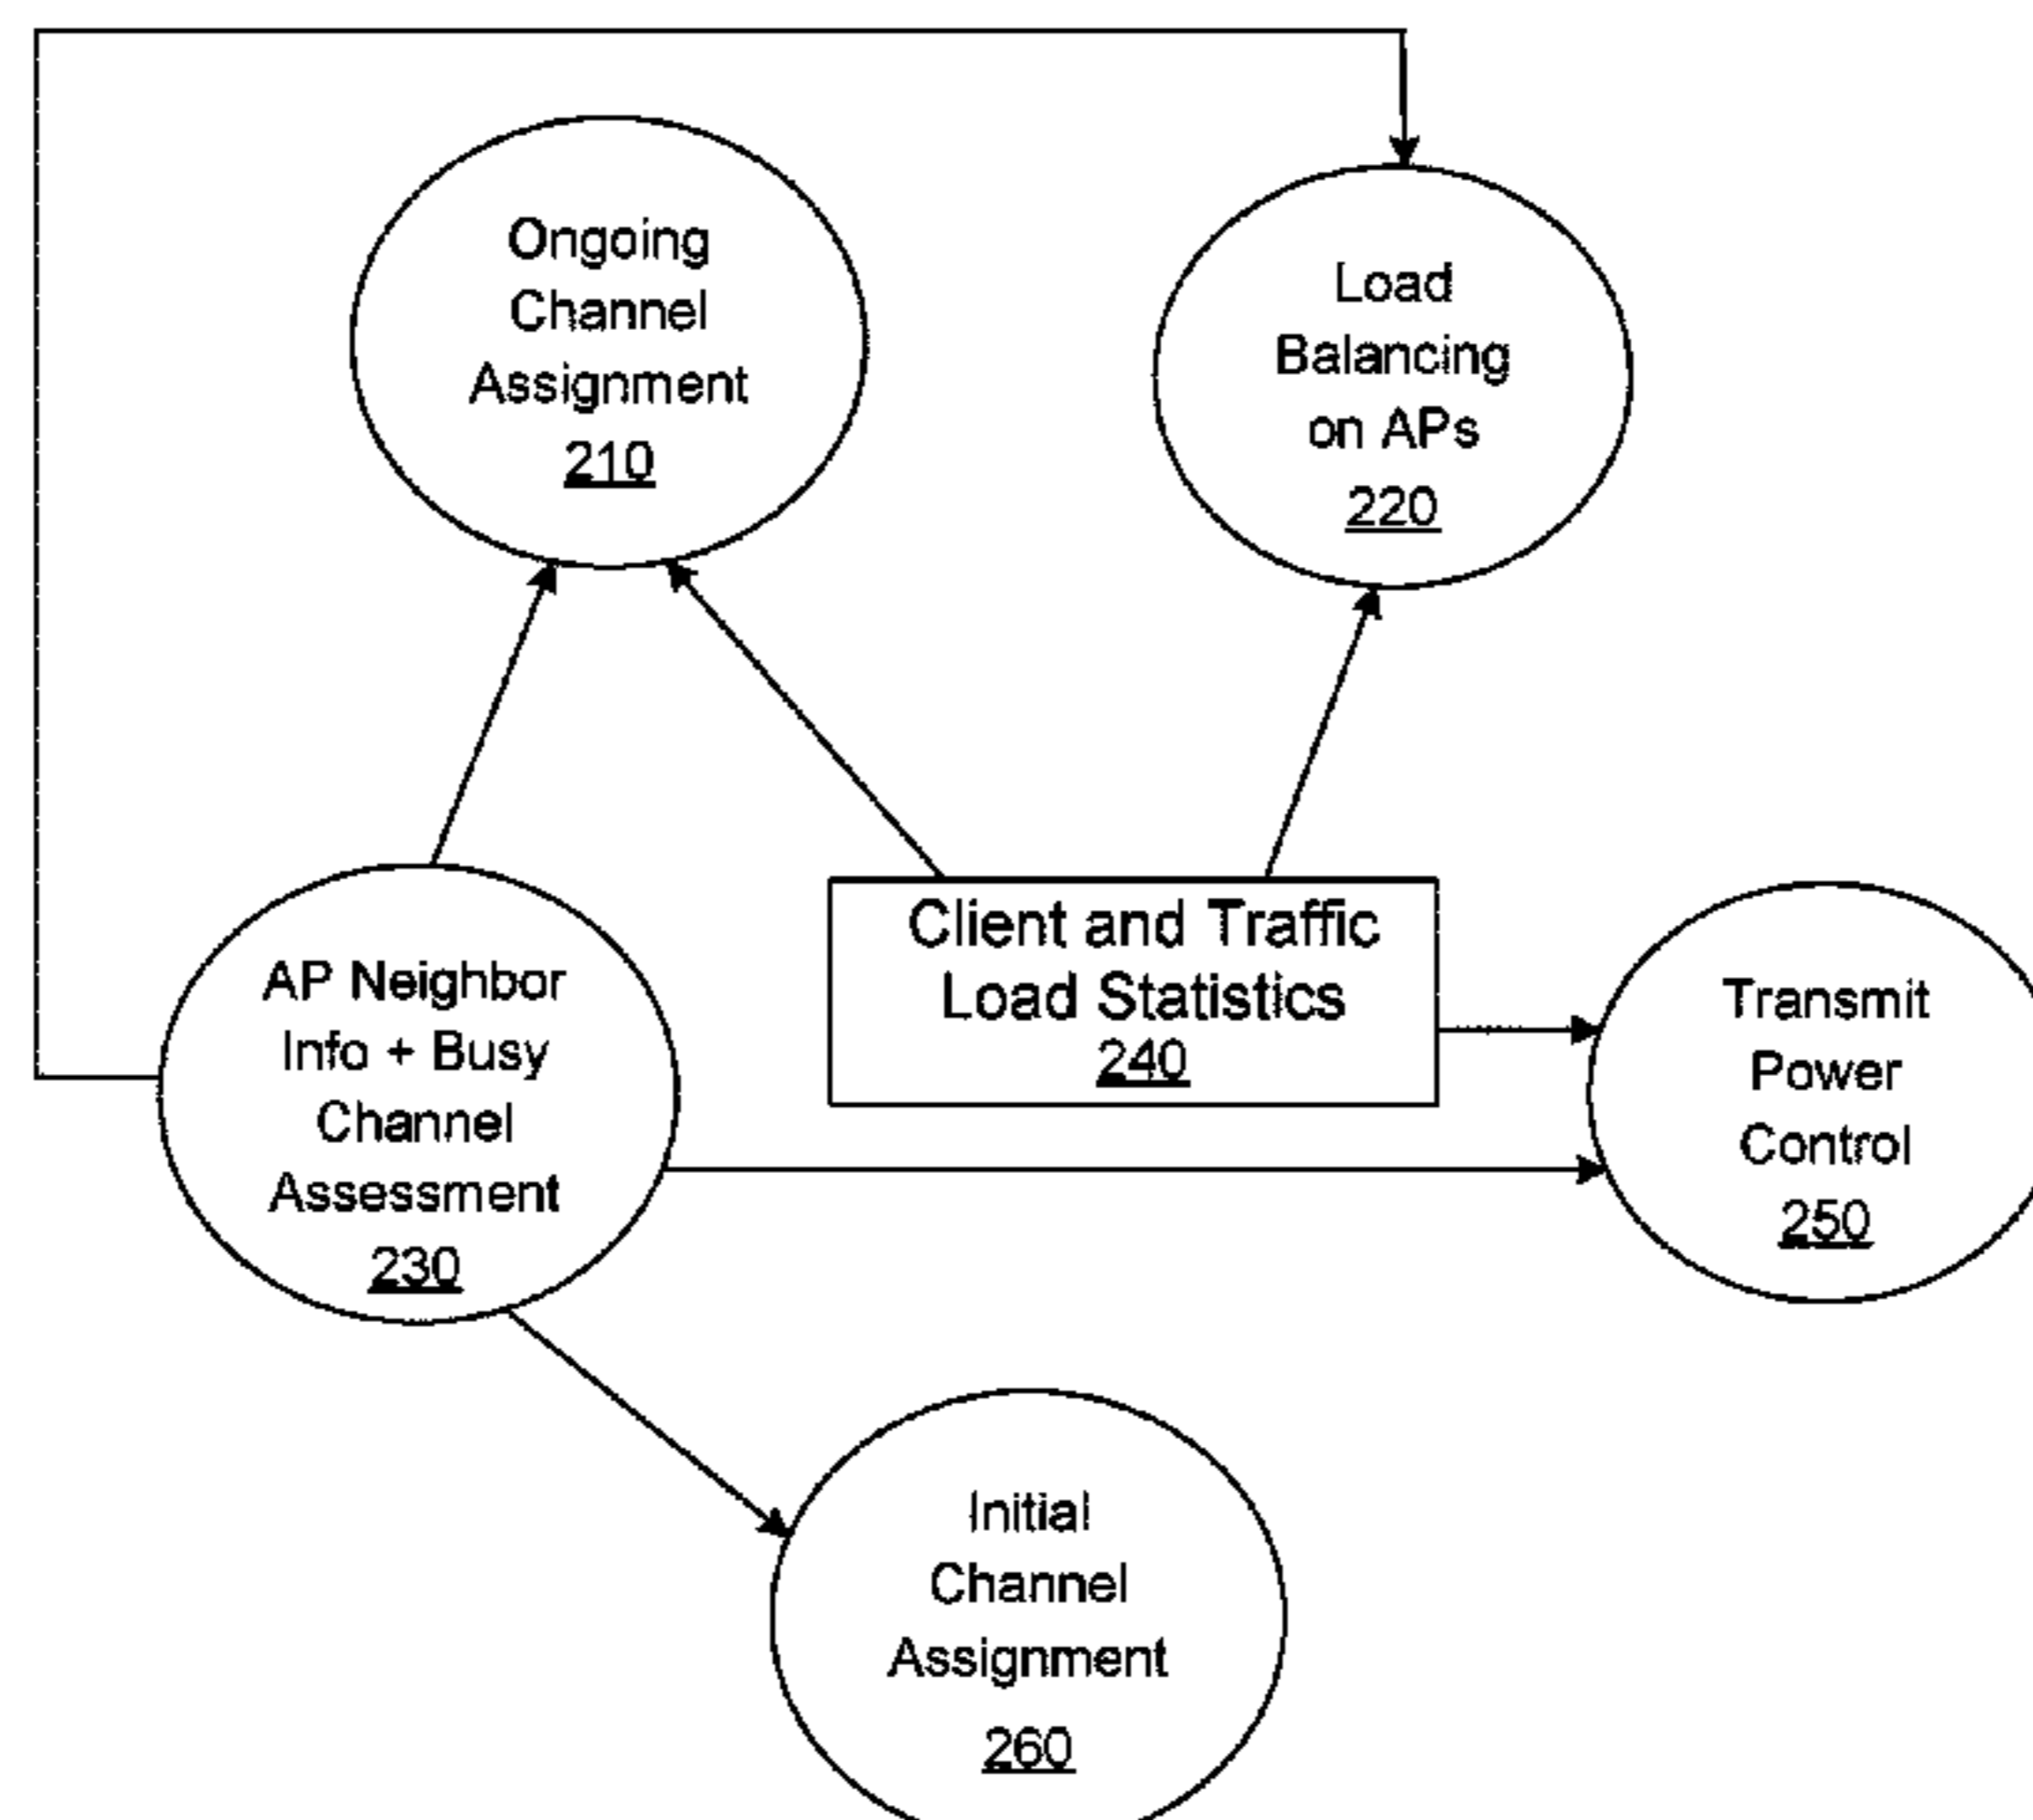 Ongoing
Channel
Assignment
210
Load
Balancing
on APs
220
AP Neighbor
Info + Busy
Channel
Assessment
230
Client and Traffic
Load Statistics
240
Transmit
Power
Control
250
Initial
Channel
Assignment
260